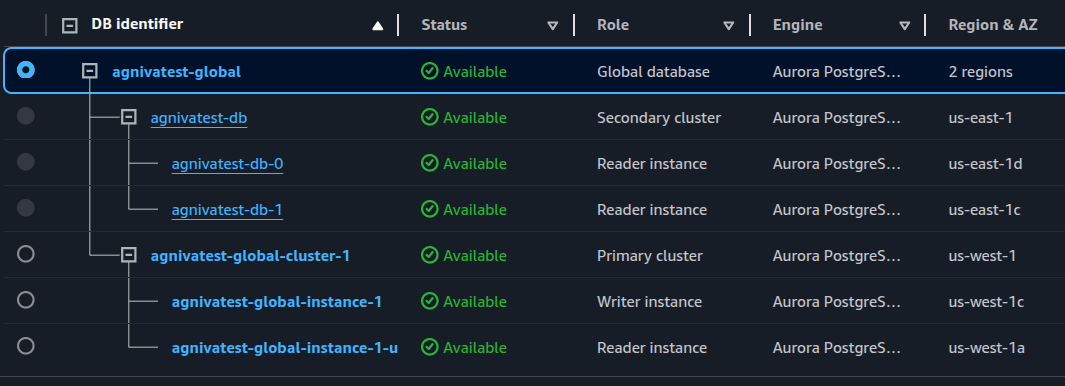 DB identifier Status Role Engine Region & AZ
agnivatest-global Available Global database Aurora PostgreS... 2 regions
agnivatest-db Available Secondary cluster Aurora PostgreS... us-east-1
agnivatest-db-0 Available Reader instance Aurora PostgreS... us-east-1d
agnivatest-db-1 Available Reader instance Aurora PostgreS... us-east-1c
agnivatest-global-cluster-1 Available Primary cluster Aurora PostgreS... us-west-1
agnivatest-global-instance-1 Available Writer instance Aurora PostgreS... us-west-1c
agnivatest-global-instance-1-u Available Reader instance Aurora PostgreS... us-west-1a